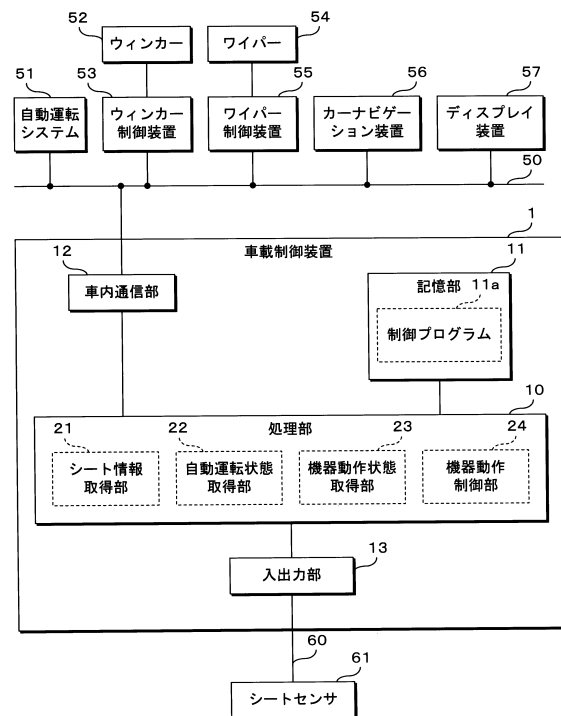 52
ウィンカー
54
ワイパー
51
自動運転
システム
53
ウィンカー
制御装置
55
ワイパー
制御装置
56
カーナビゲー
ション装置
57
ディスプレイ
装置
50
1
車載制御装置
12
車内通信部
11
記憶部
11a
制御プログラム
10
処理部
21
シート情報
取得部
22
自動運転状態
取得部
23
機器動作状態
取得部
24
機器動作
制御部
13
入出力部
60
61
シートセンサ